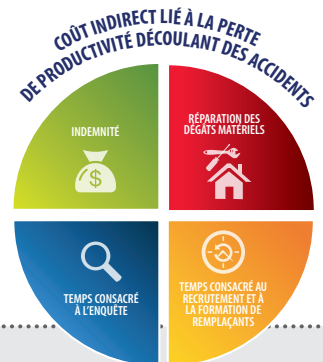 COÛT INDIRECT LIÉ À LA PERTE
DE PRODUCTIVITÉ DÉCOULANT DES ACCIDENTS
INDEMNITÉ
$
RÉPARATION DES
DÉGÂTS MATÉRIELS
TEMPS CONSACRÉ
À L'ENQUÊTE
TEMPS CONSACRÉ AU
RECRUTEMENT ET À
LA FORMATION DE
REMPLAÇANTS